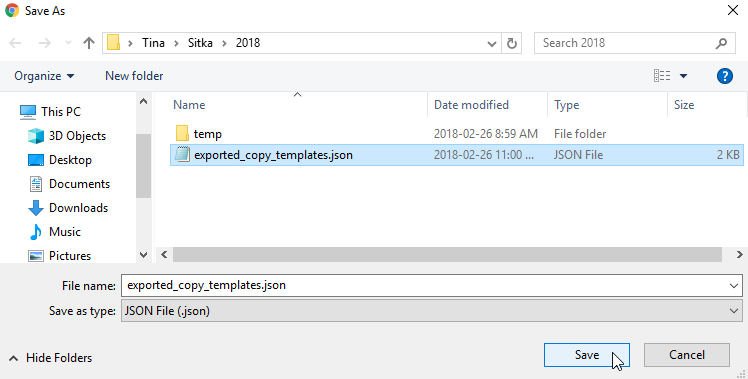 Save As
Tina Sitka 2018
Search 2018
Organize New folder
?
Name Date modified Type Size
This PC
3D Objects
Desktop
Documents
Downloads
Music
Pictures
temp 2018-02-26 8:59 AM File folder
exported_copy_templates.json 2018-02-26 11:00 ... JSON File 2 KB
File name: exported_copy_templates.json
Save as type: JSON File (.json)
Hide Folders Save Cancel